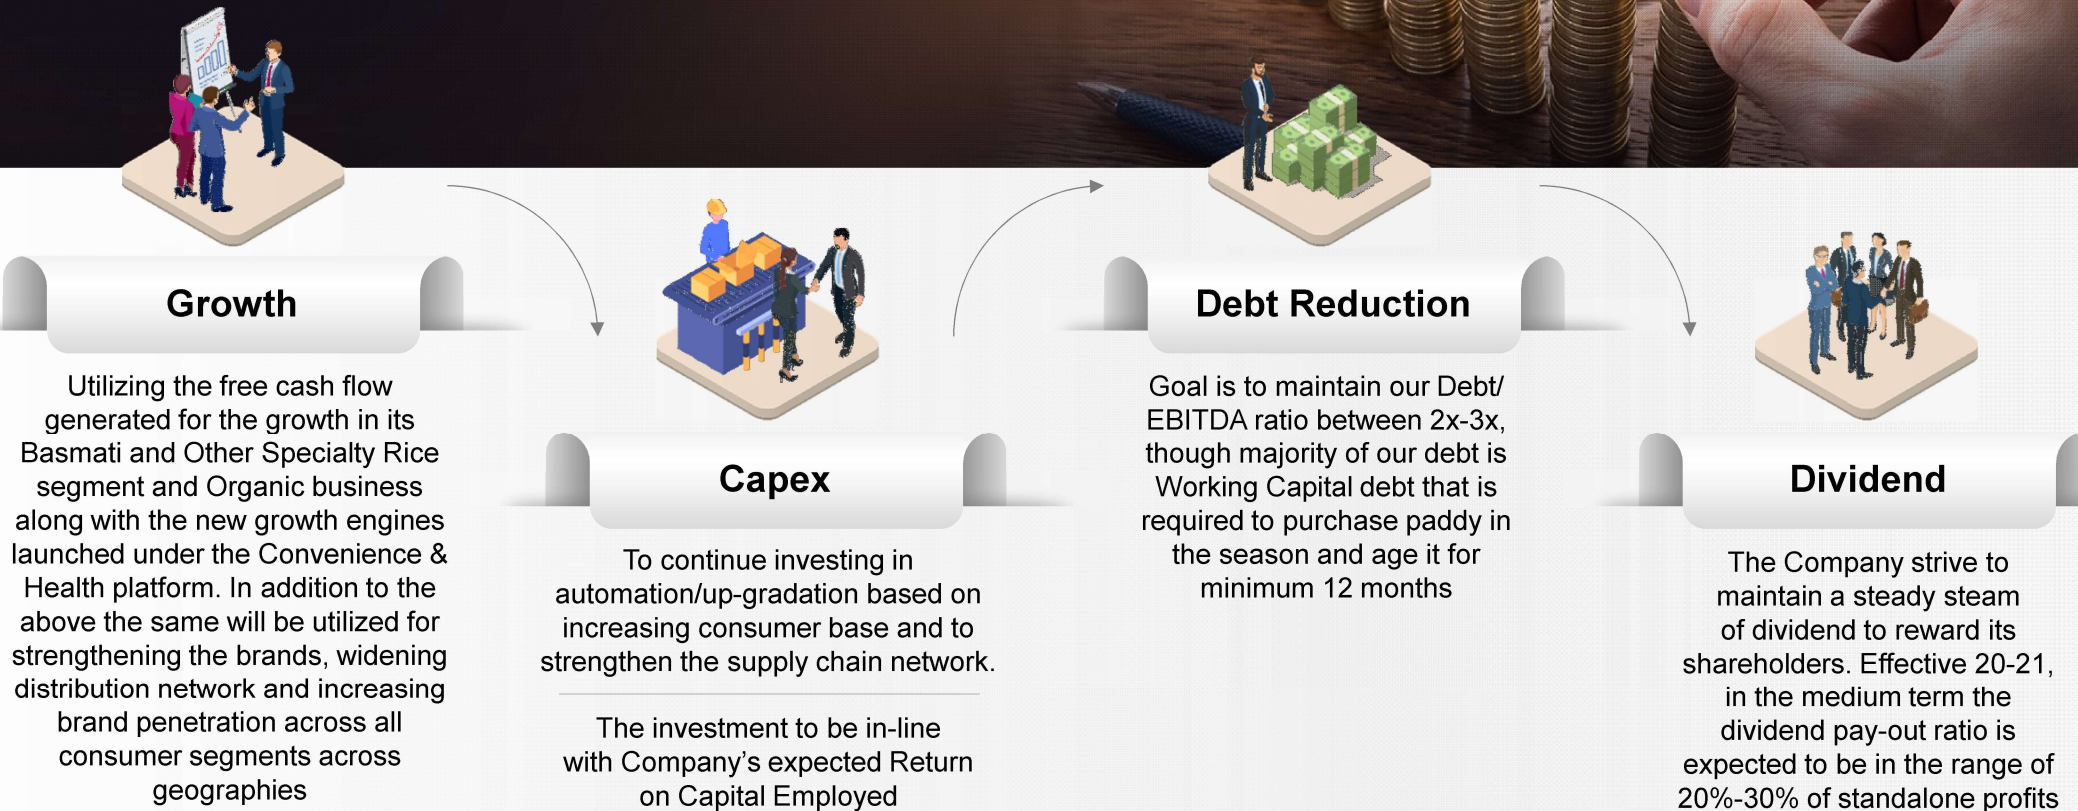 Growth
Utilizing the free cash flow
generated for the growth in its
Basmati and Other Specialty Rice
segment and Organic business
along with the new growth engines
launched under the Convenience &
Health platform. In addition to the
above the same will be utilized for
strengthening the brands, widening
distribution network and increasing
brand penetration across all
consumer segments across
geographies
Capex
To continue investing in
automation/up-gradation based on
increasing consumer base and to
strengthen the supply chain network.
The investment to be in-line
with Company’s expected Return
on Capital Employed
Debt Reduction
Goal is to maintain our Debt/
EBITDA ratio between 2x-3x,
though majority of our debt is
Working Capital debt that is
required to purchase paddy in
the season and age it for
minimum 12 months
Dividend
The Company strive to
maintain a steady steam
of dividend to reward its
shareholders. Effective 20-21,
in the medium term the
dividend pay-out ratio is
expected to be in the range of
20%-30% of standalone profits